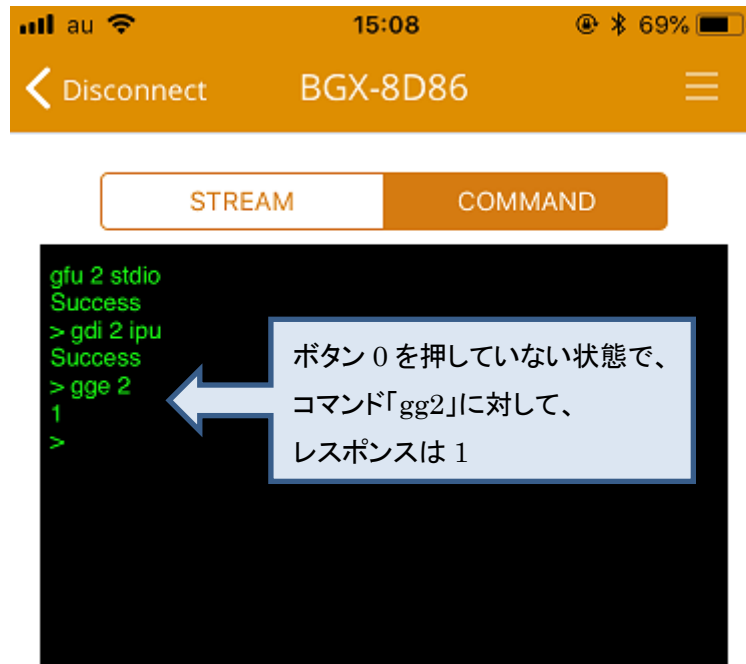 au 15:08 69%
Disconnect BGX-8D86
STREAM COMMAND
gfu 2 stdio
Success
> gdi 2 ipu
Success
> gge 2
1
>
ボタン 0 を押していない状態で、
コマンド「gg2」に対して、
レスポンスは 1